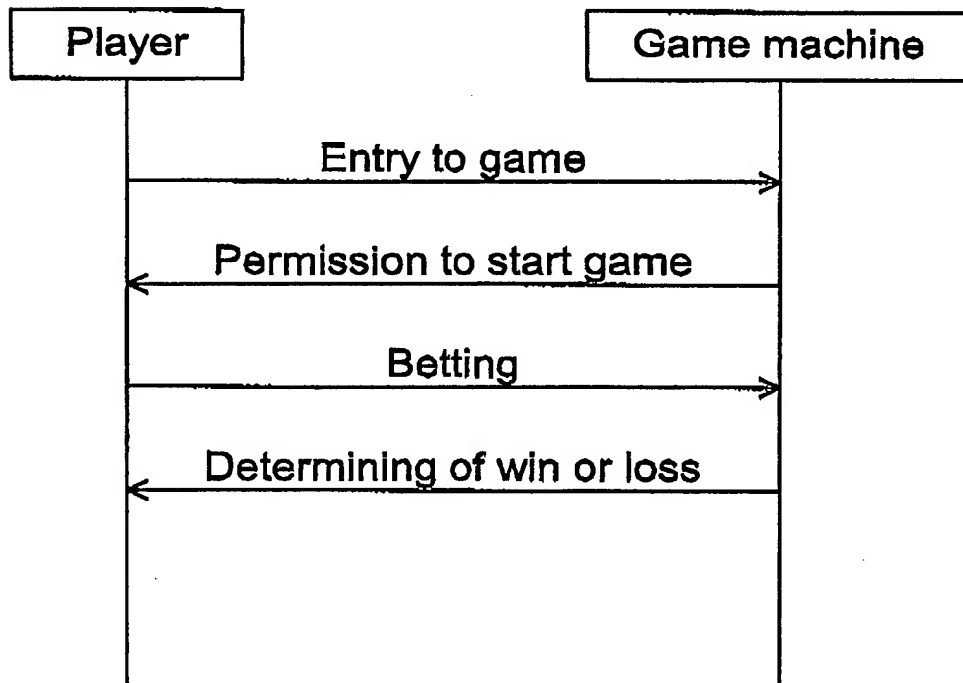 Player
Game machine
Entry to game
Permission to start game
Betting
Determining of win or loss